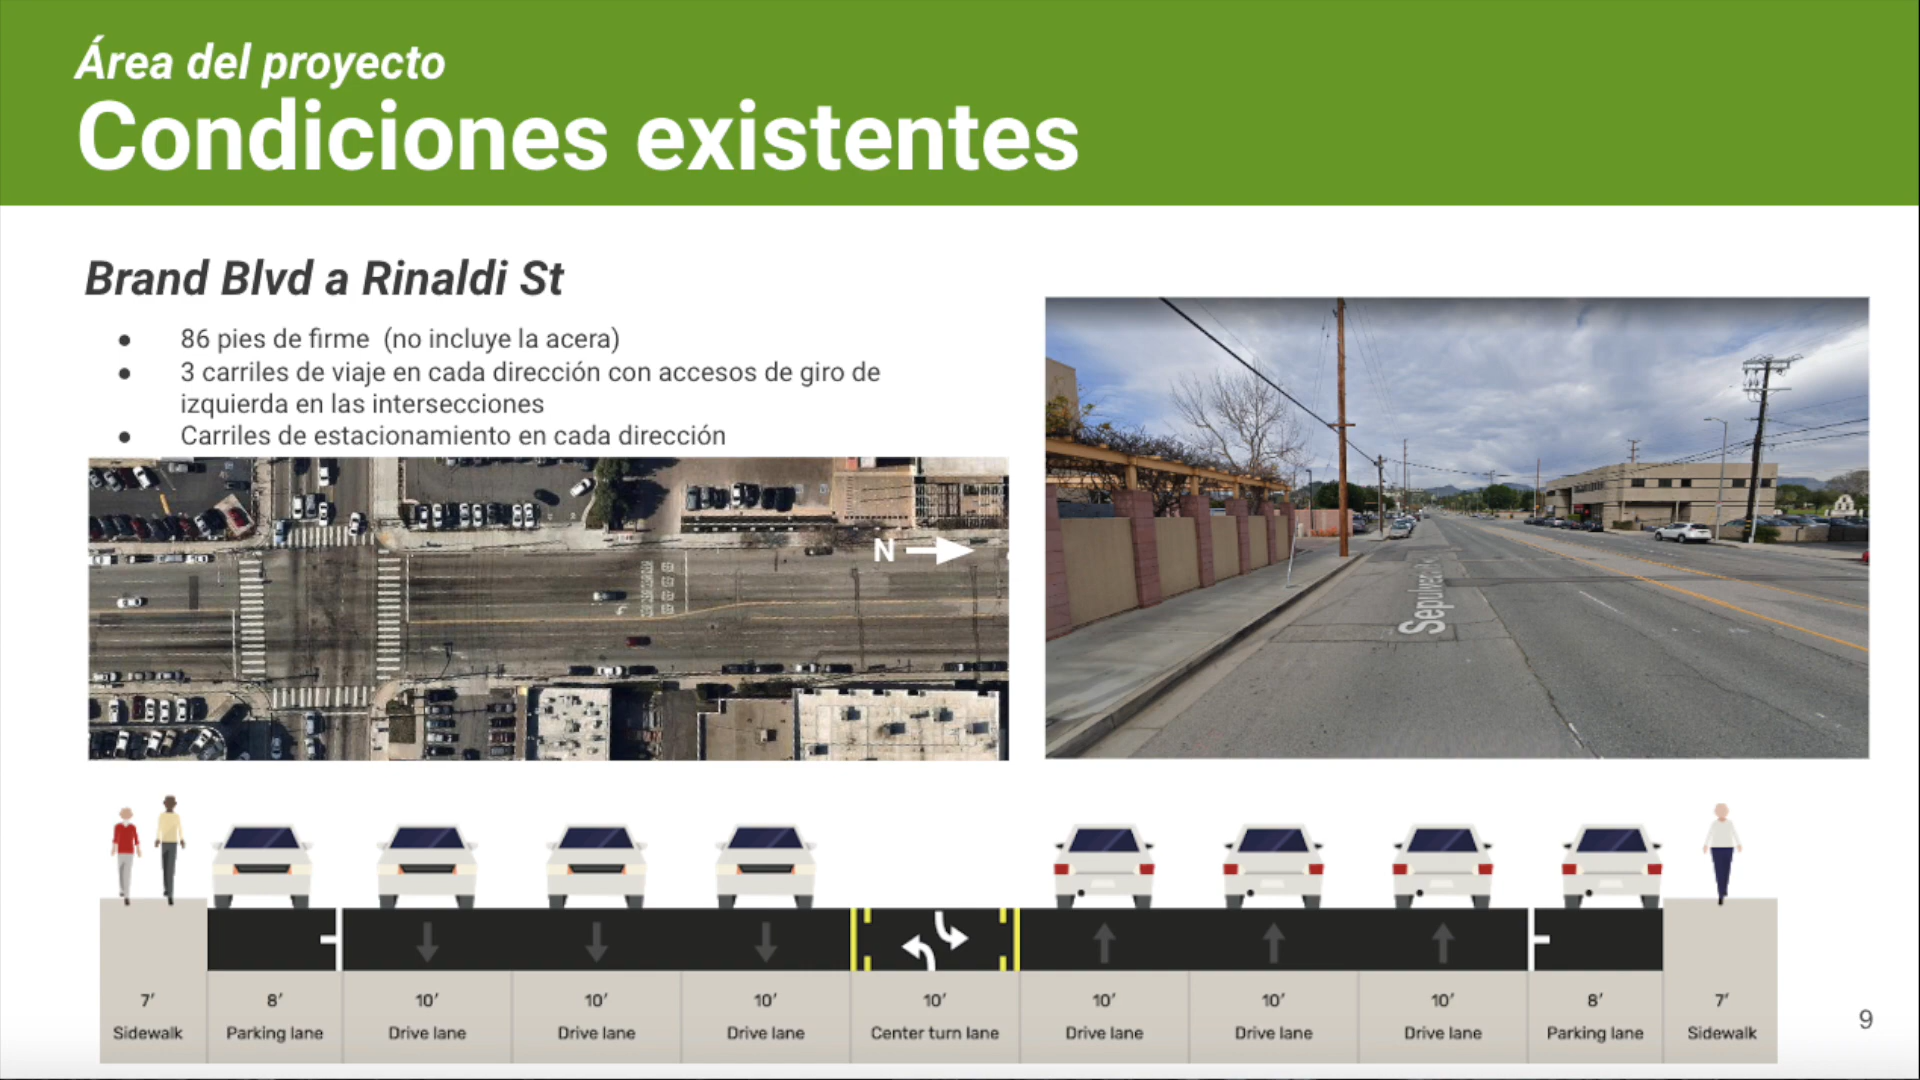 Área del proyecto
Condiciones existentes
Brand Blvd a Rinaldi St
86 pies de firme (no incluye la acera)
3 carriles de viaje en cada dirección con accesos de giro de
izquierda en las intersecciones
Carriles de estacionamiento en cada dirección
N
7' 8' 10' 10' 10' 10' 10' 10' 10' 8' 7'
Sidewalk Parking lane Drive lane Drive lane Drive lane Center turn lane Drive lane Drive lane Drive lane Parking lane Sidewalk
9